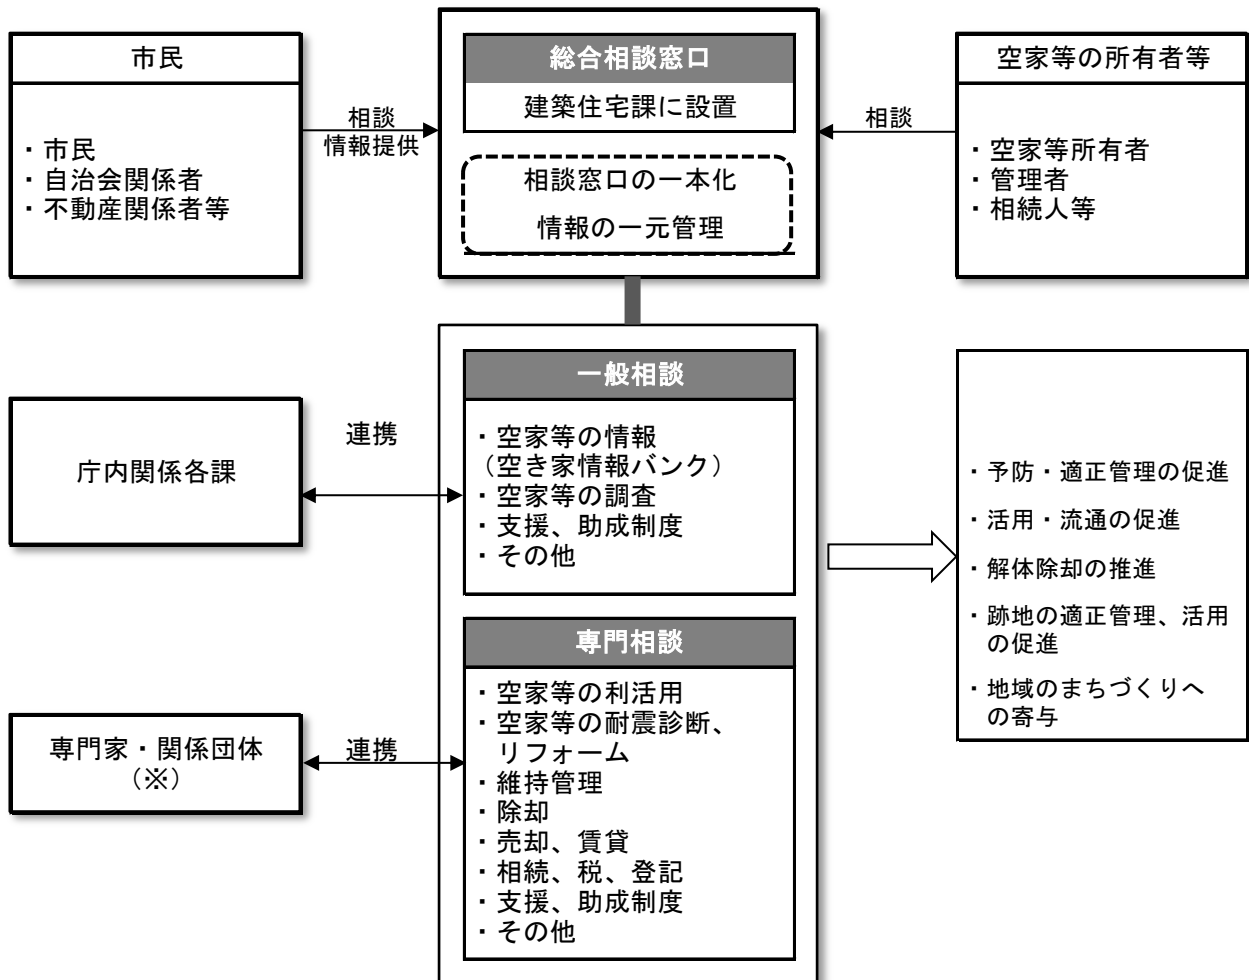 市民
・市民
・自治会関係者
・不動産関係者等
相談
情報提供
総合相談窓口
建築住宅課に設置
相談窓口の一本化
情報の一元管理
相談
空家等の所有者等
・空家等所有者
・管理者
・相続人等
庁内関係各課
連携
一般相談
・空家等の情報
（空き家情報バンク）
・空家等の調査
・支援、助成制度
・その他
専門家・関係団体
（※）
連携
専門相談
・空家等の利活用
・空家等の耐震診断、
リフォーム
・維持管理
・除却
・売却、賃貸
・相続、税、登記
・支援、助成制度
・その他
・予防・適正管理の促進
・活用・流通の促進
・解体除却の推進
・跡地の適正管理、活用
の促進
・地域のまちづくりへ
の寄与